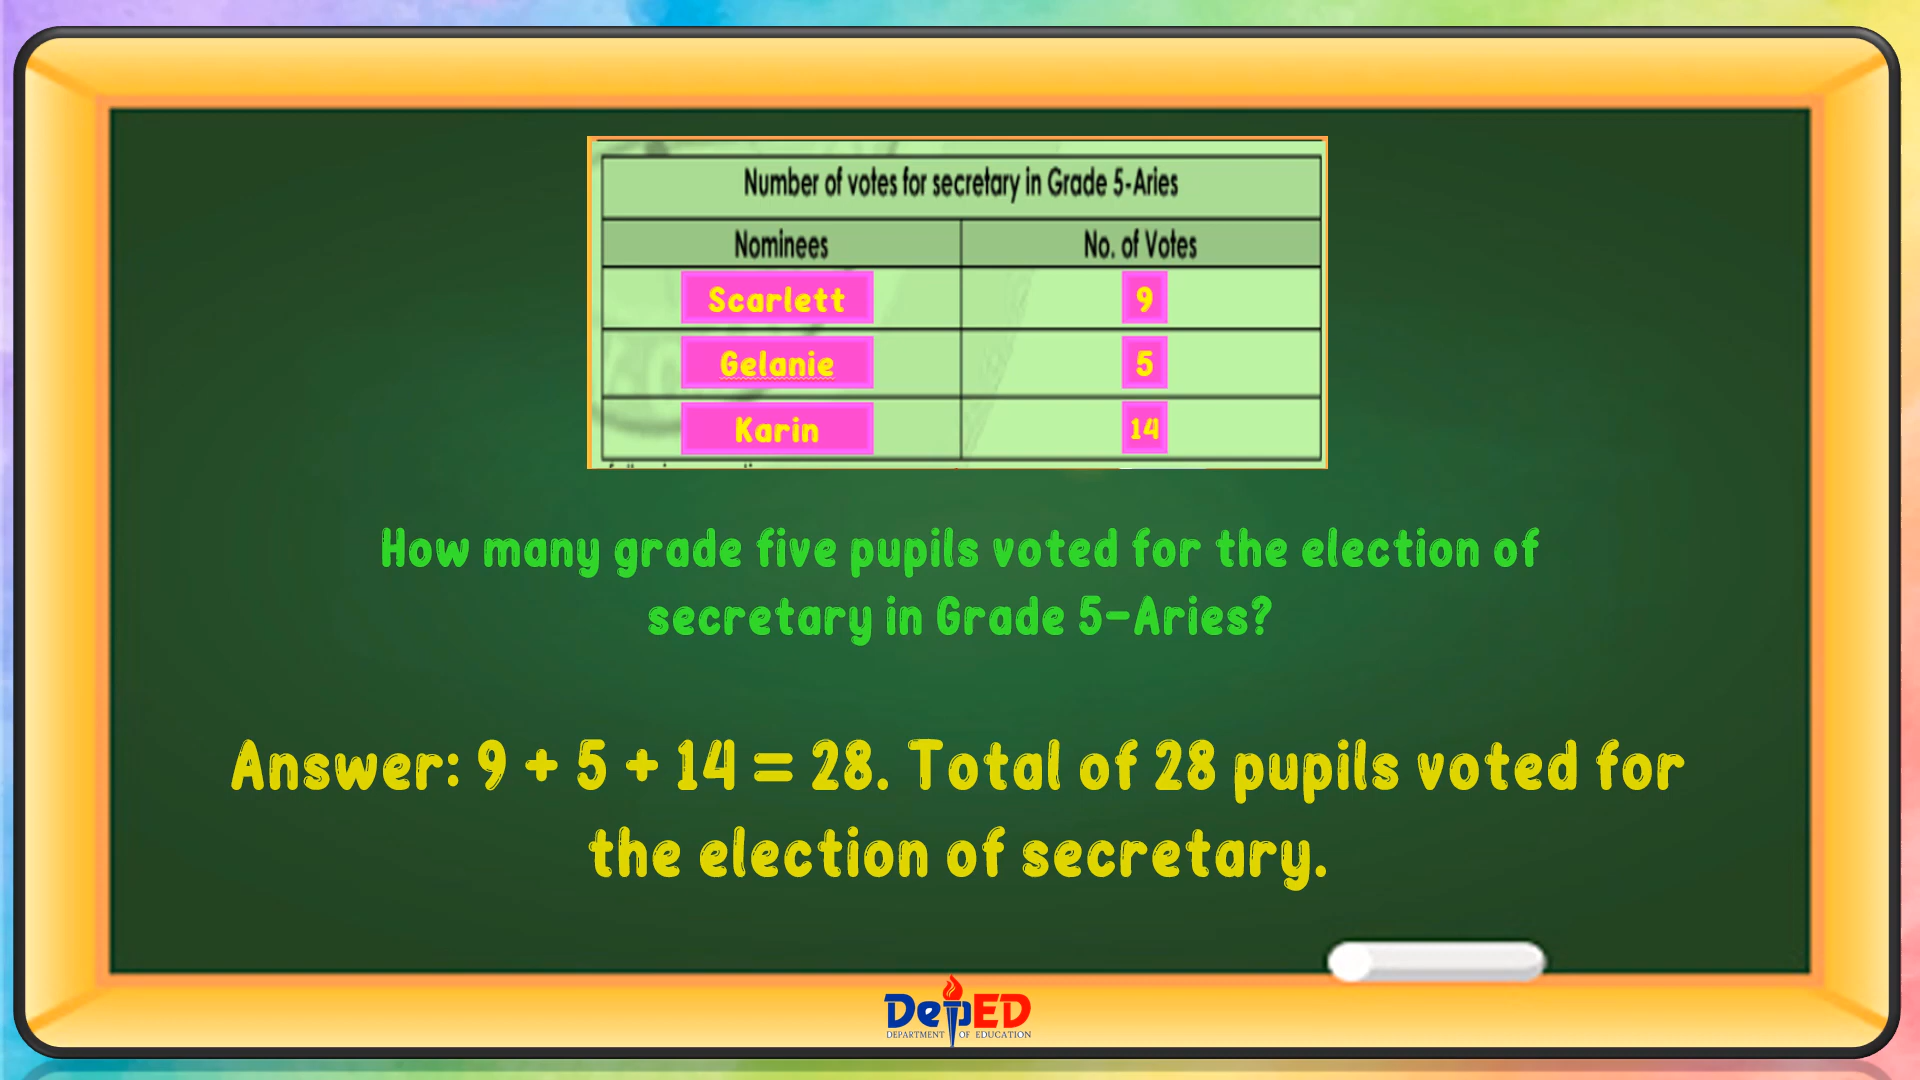 Number of votes for secretary in Grade 5-Aries
Nominees No. of Votes
Scarlett 9
Gelanie 5
Karin 14
How many grade five pupils voted for the election of
secretary in Grade 5-Aries?
Answer: 9 + 5 + 14 = 28. Total of 28 pupils voted for
the election of secretary.
DepED
DEPARTMENT OF EDUCATION